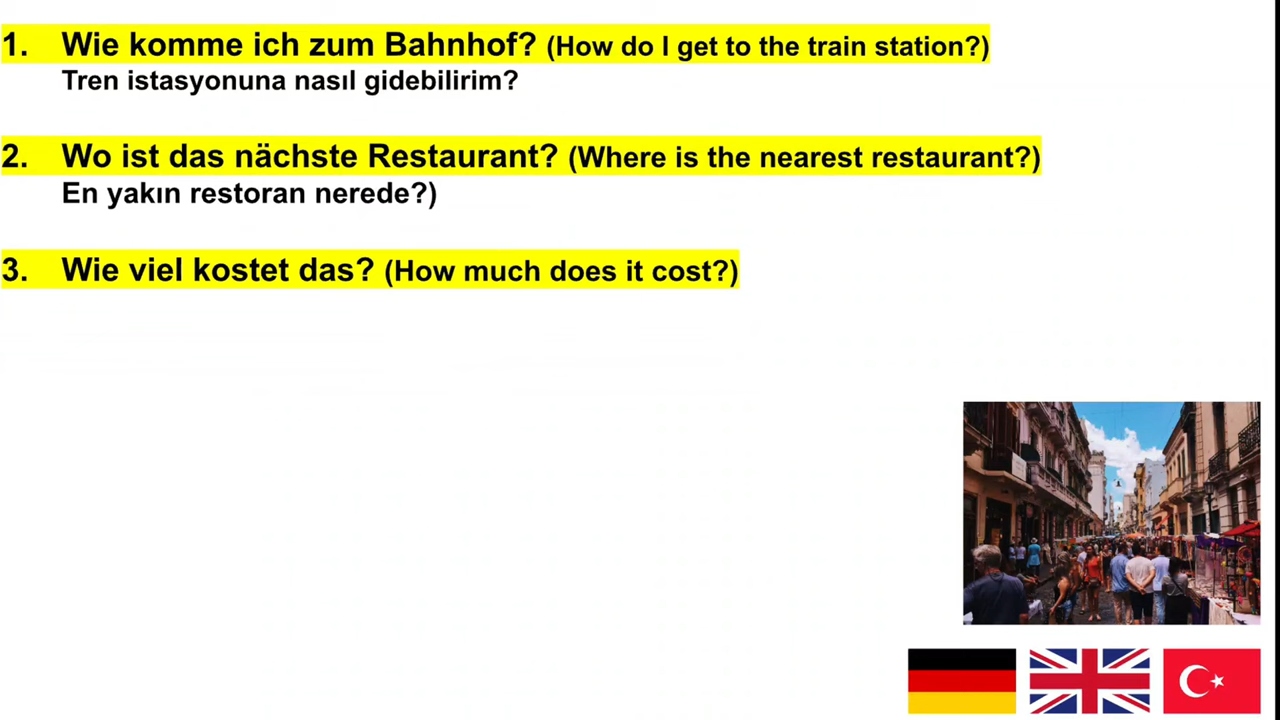 1. Wie komme ich zum Bahnhof? (How do I get to the train station?)
Tren istasyonuna nasıl gidebilirim?
2. Wo ist das nächste Restaurant? (Where is the nearest restaurant?)
En yakın restoran nerede?)
3. Wie viel kostet das? (How much does it cost?)